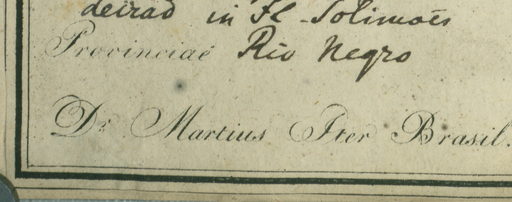 deirad in Fl. Solimoës
Provinciae Rio Negro
Dr. Martius Iter Brasil.